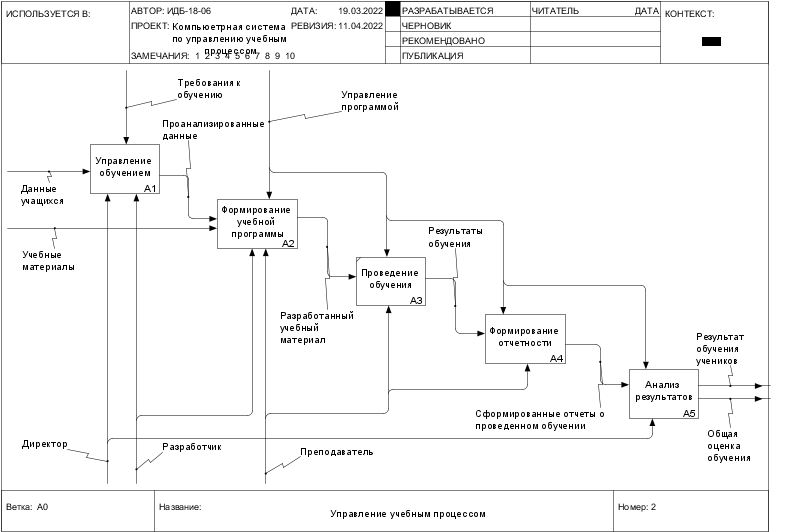 ИСПОЛЬЗУЕТСЯ В:
АВТОР: ИДБ-18-06
ДАТА: 19.03.2022
РАЗРАБАТЫВАЕТСЯ
ЧИТАТЕЛЬ
ДАТА
КОНТЕКСТ:
ПРОЕКТ: Компьюетрная система
по управлению учебным
процессом
РЕВИЗИЯ: 11.04.2022
ЧЕРНОВИК
РЕКОМЕНДОВАНО
ЗАМЕЧАНИЯ: 1 2 3 4 5 6 7 8 9 10
ПУБЛИКАЦИЯ
Требования к
обучению
Управление
программой
Проанализированные
данные
Управление
обучением
A1
Данные
учащихся
Формирование
учебной
программы
A2
Учебные
материалы
Результаты
обучения
Проведение
обучения
A3
Разработанный
учебный
материал
Формирование
отчетности
A4
Результат
обучения
учеников
Анализ
результатов
A5
Сформированные отчеты о
проведенном обучении
Общая
оценка
обучения
Директор
Разработчик
Преподаватель
Ветка: A0
Название:
Управление учебным процессом
Номер: 2